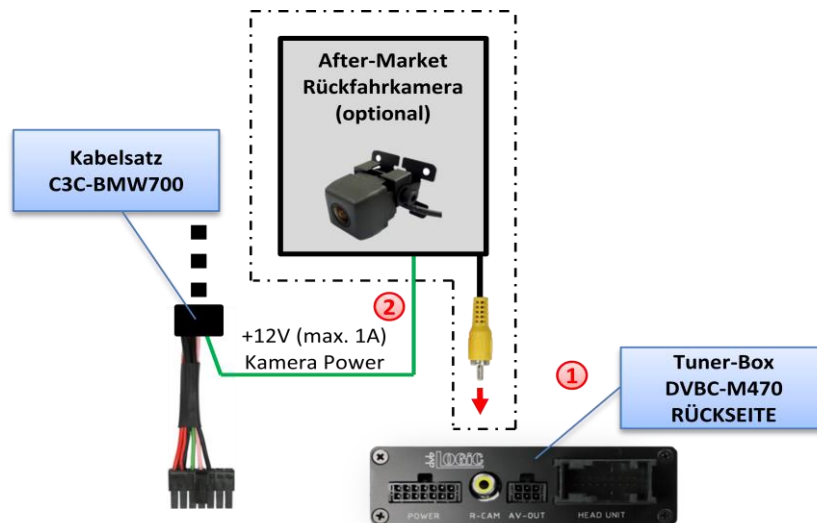 After-Market
Rückfahrkamera
(optional)
Kabelsatz
C3C-BMW700
2
+12V (max. 1A)
Kamera Power
1
Tuner-Box
DVBC-M470
RÜCKSEITE
dvb LOGiC
POWER R-CAM AV-OUT HEAD UNIT